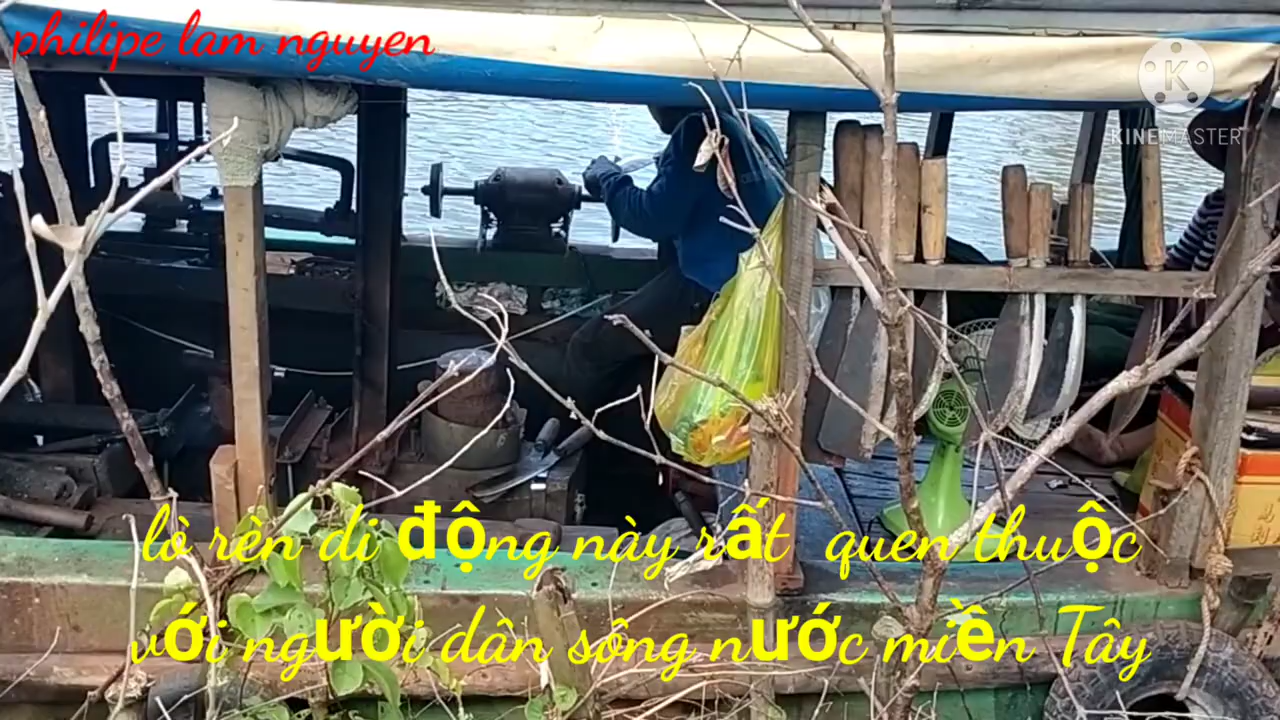 philipe lam nguyen
KINEMASTER
lò rèn di động này rất quen thuộc
với người dân sông nước miền Tây